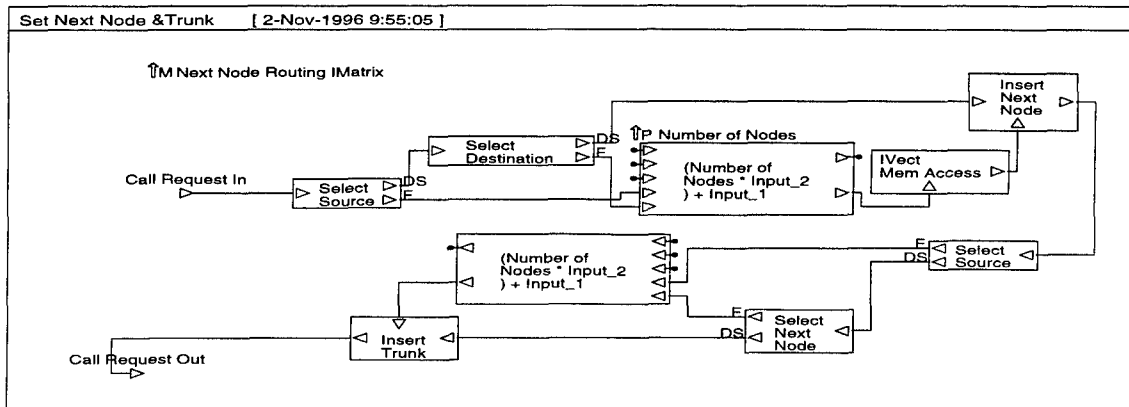 Set Next Node &Trunk [ 2-Nov-1996 9:55:05 ]
⇑M Next Node Routing IMatrix
Insert
Next
Node
⇑P Number of Nodes
DS
F
Select
Destination
(Number of
Nodes * Input_2
) + Input_1
IVect
Mem Access
Call Request In
DS
F
Select
Source
(Number of
Nodes * Input_2
) + Input_1
F
DS
Select
Source
F
DS
Select
Next
Node
Insert
Trunk
Call Request Out